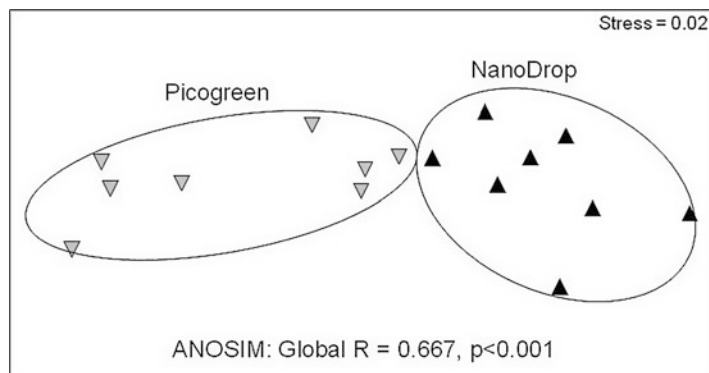 Stress = 0.02
NanoDrop
Picogreen
ANOSIM: Global R = 0.667, p<0.001